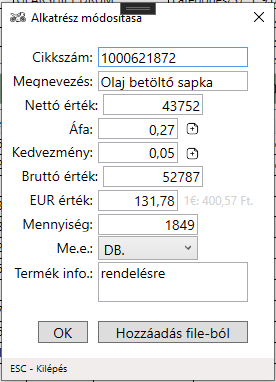 Alkatrész módosítása
Cikkszám: 1000621872
Megnevezés: Olaj betöltő sapka
Nettó érték: 43752
Áfa: 0,27
Kedvezmény: 0,05
Bruttó érték: 52787
EUR érték: 131,78 1€: 400,57 Ft.
Mennyiség: 1849
Me.e.: DB.
Termék info.: rendelésre
OK Hozzáadás file-ból
ESC - Kilépés